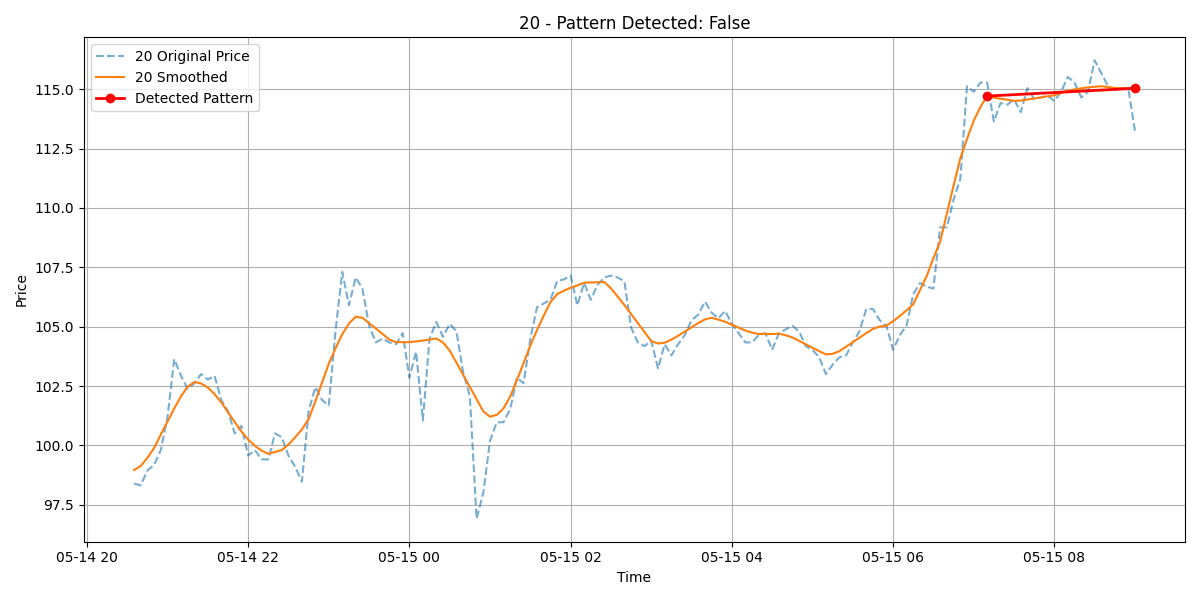 20 - Pattern Detected: False
20 Original Price
20 Smoothed
Detected Pattern
115.0
112.5
110.0
107.5
105.0
102.5
100.0
97.5
Price
05-14 20 05-14 22 05-15 00 05-15 02 05-15 04 05-15 06 05-15 08
Time